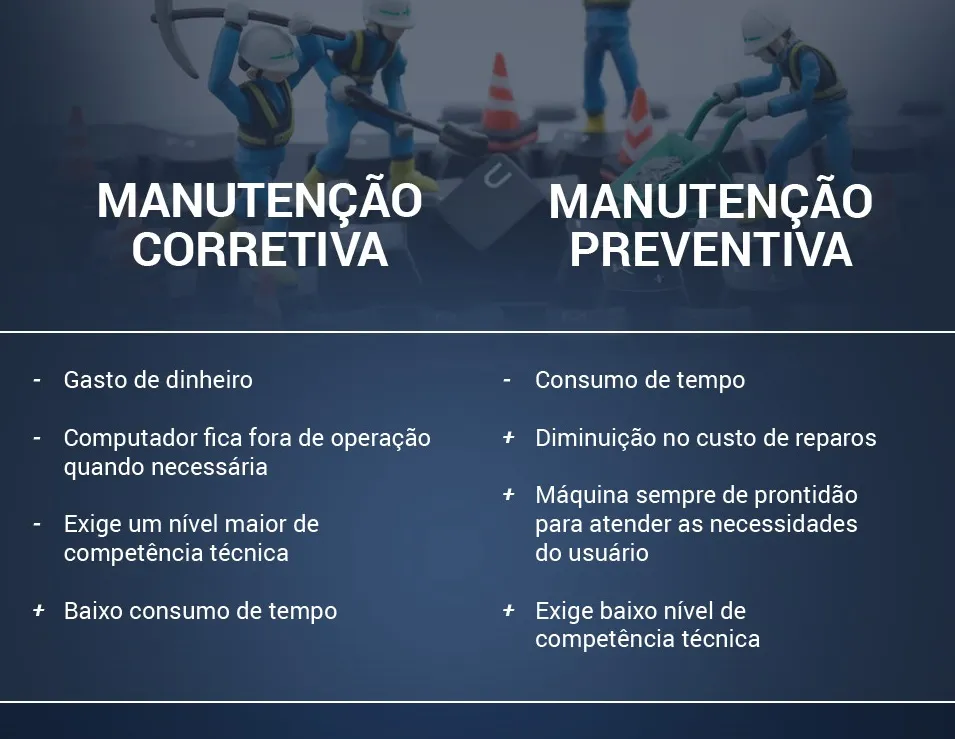 MANUTENÇÃO
CORRETIVA
- Gasto de dinheiro
- Computador fica fora de operação
quando necessária
- Exige um nível maior de
competência técnica
+ Baixo consumo de tempo
MANUTENÇÃO
PREVENTIVA
- Consumo de tempo
+ Diminuição no custo de reparos
+ Máquina sempre de prontidão
para atender as necessidades
do usuário
+ Exige baixo nível de
competência técnica
U